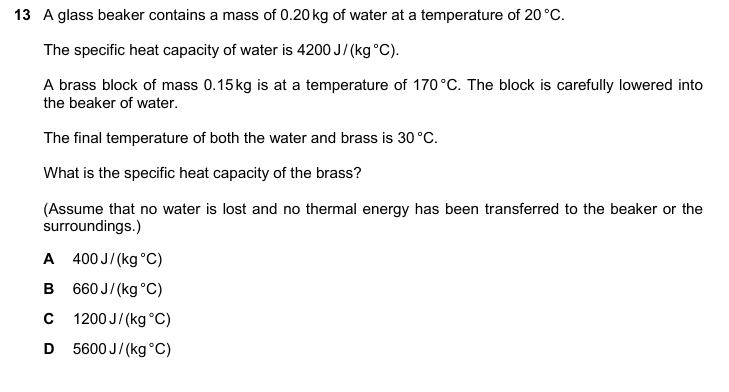 13 A glass beaker contains a mass of 0.20 kg of water at a temperature of 20 °C.
The specific heat capacity of water is 4200 J / (kg °C).
A brass block of mass 0.15 kg is at a temperature of 170 °C. The block is carefully lowered into
the beaker of water.
The final temperature of both the water and brass is 30 °C.
What is the specific heat capacity of the brass?
(Assume that no water is lost and no thermal energy has been transferred to the beaker or the
surroundings.)
A 400 J / (kg °C)
B 660 J / (kg °C)
C 1200 J / (kg °C)
D 5600 J / (kg °C)